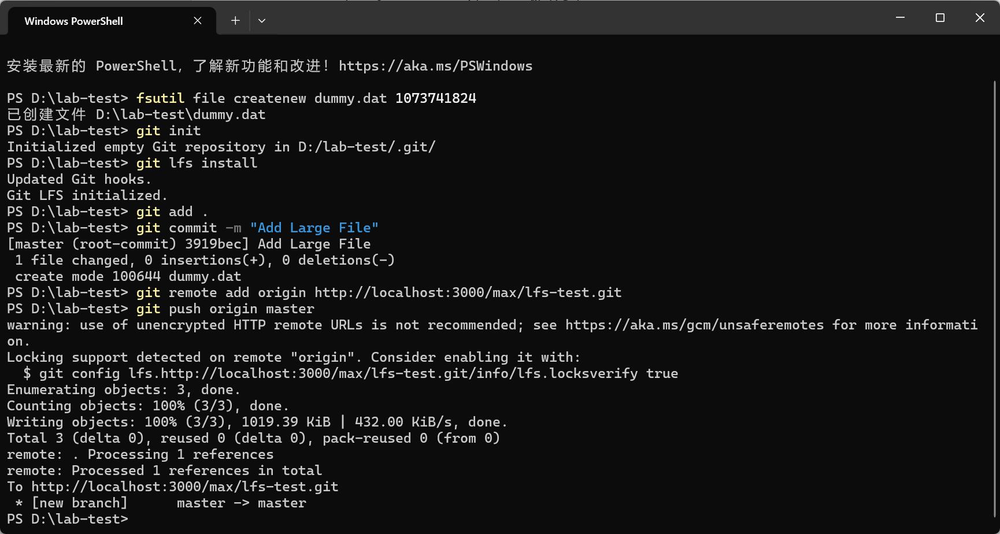 Windows PowerShell
安装最新的 PowerShell，了解新功能和改进！https://aka.ms/PSWindows
PS D:\lab-test> fsutil file createnew dummy.dat 1073741824
已创建文件 D:\lab-test\dummy.dat
PS D:\lab-test> git init
Initialized empty Git repository in D:/lab-test/.git/
PS D:\lab-test> git lfs install
Updated Git hooks.
Git LFS initialized.
PS D:\lab-test> git add .
PS D:\lab-test> git commit -m "Add Large File"
[master (root-commit) 3919bec] Add Large File
 1 file changed, 0 insertions(+), 0 deletions(-)
 create mode 100644 dummy.dat
PS D:\lab-test> git remote add origin http://localhost:3000/max/lfs-test.git
PS D:\lab-test> git push origin master
warning: use of unencrypted HTTP remote URLs is not recommended; see https://aka.ms/gcm/unsaferemotes for more informati
on.
Locking support detected on remote "origin". Consider enabling it with:
  $ git config lfs.http://localhost:3000/max/lfs-test.git/info/lfs.locksverify true
Enumerating objects: 3, done.
Counting objects: 100% (3/3), done.
Writing objects: 100% (3/3), 1019.39 KiB | 432.00 KiB/s, done.
Total 3 (delta 0), reused 0 (delta 0), pack-reused 0 (from 0)
remote: . Processing 1 references
remote: Processed 1 references in total
To http://localhost:3000/max/lfs-test.git
 * [new branch]      master -> master
PS D:\lab-test>